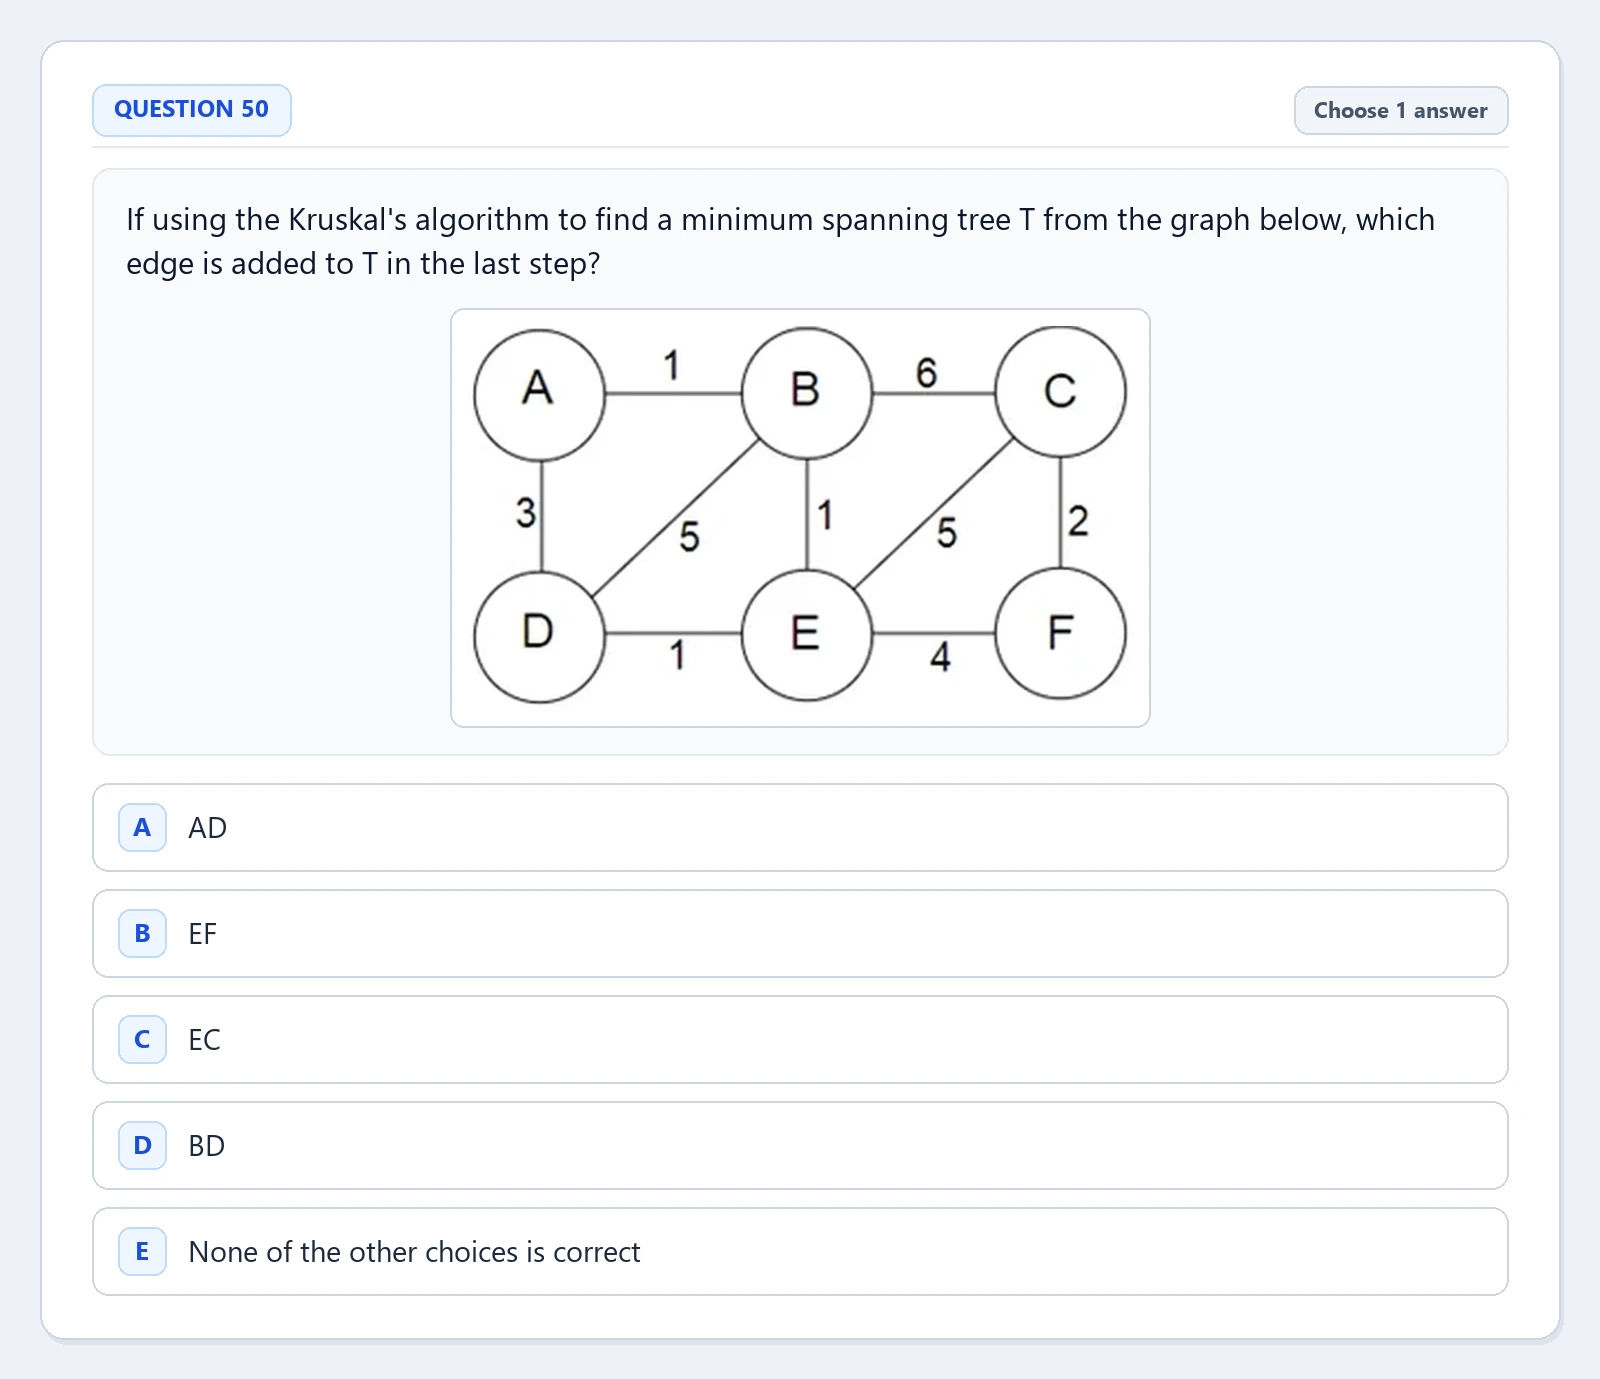 QUESTION 50
Choose 1 answer
If using the Kruskal's algorithm to find a minimum spanning tree T from the graph below, which
edge is added to T in the last step?
A 1 B 6 C
3 5 1 5 2
D 1 E 4 F
A AD
B EF
C EC
D BD
E None of the other choices is correct